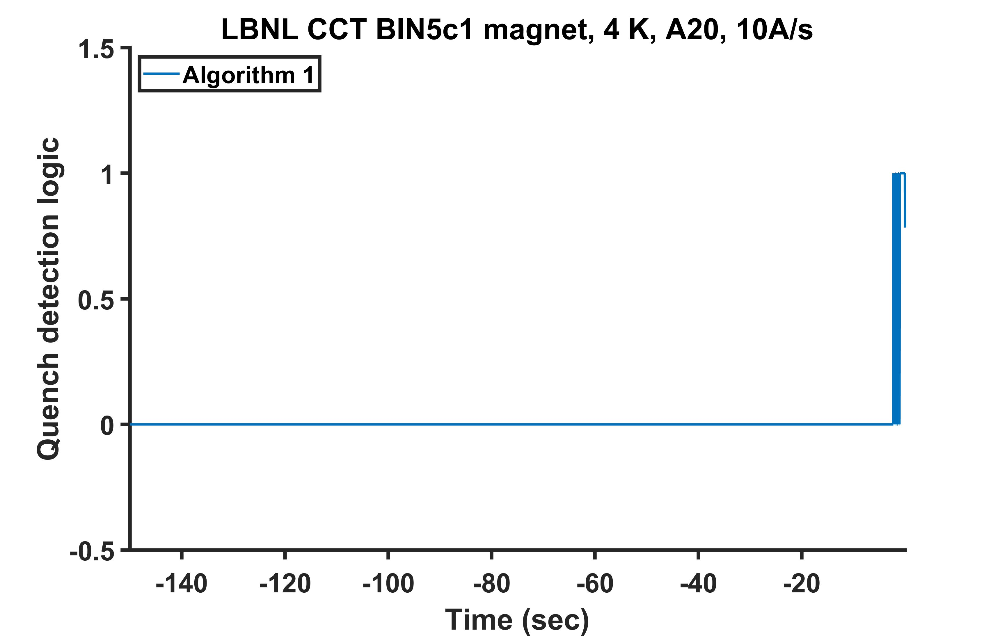 LBNL CCT BIN5c1 magnet, 4 K, A20, 10A/s
1.5
Algorithm 1
1
0.5
0
-0.5
Quench detection logic
-140 -120 -100 -80 -60 -40 -20
Time (sec)